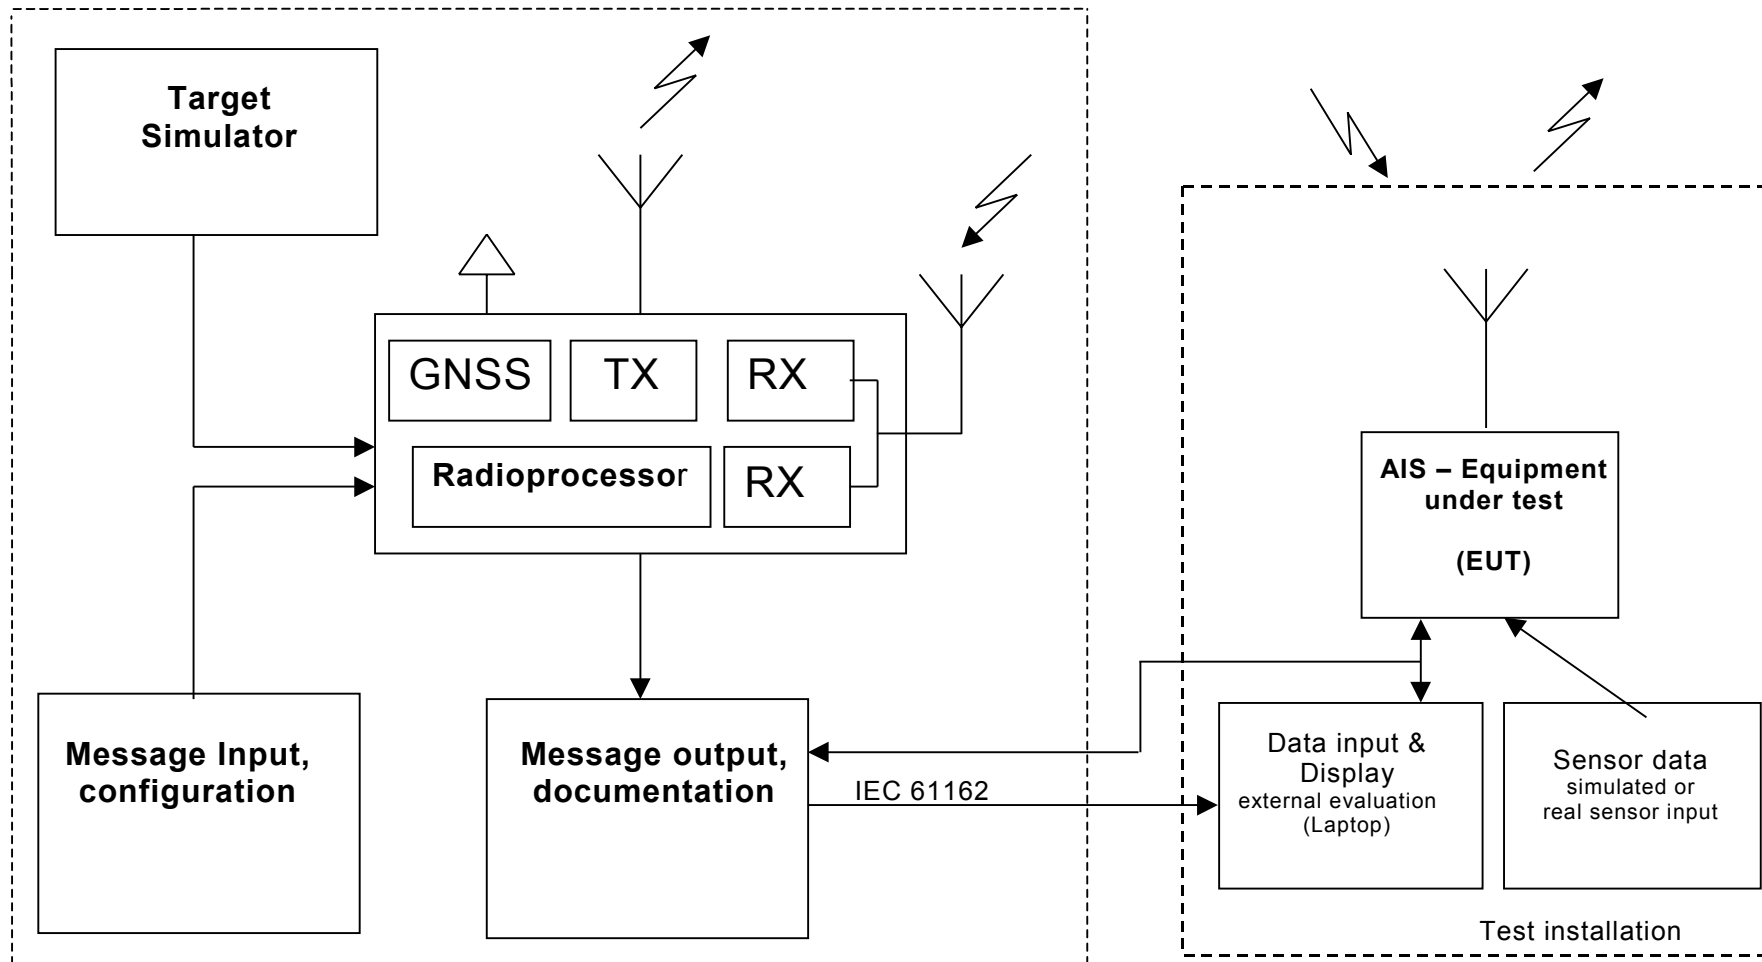 Target
Simulator
GNSS
TX
RX
Radioprocessor
RX
AIS – Equipment
under test
(EUT)
Message Input,
configuration
Message output,
documentation
IEC 61162
Data input &
Display
external evaluation
(Laptop)
Sensor data
simulated or
real sensor input
Test installation